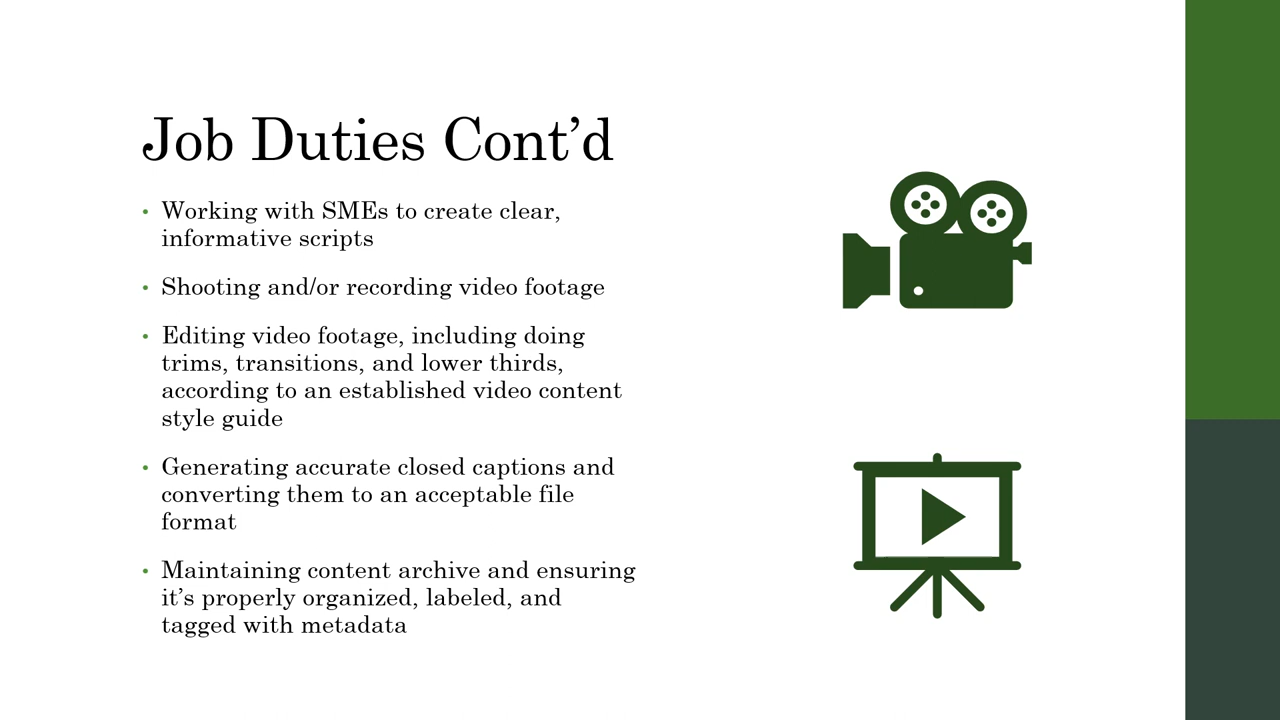 Job Duties Cont’d
• Working with SMEs to create clear,
informative scripts
• Shooting and/or recording video footage
• Editing video footage, including doing
trims, transitions, and lower thirds,
according to an established video content
style guide
• Generating accurate closed captions and
converting them to an acceptable file
format
• Maintaining content archive and ensuring
it’s properly organized, labeled, and
tagged with metadata